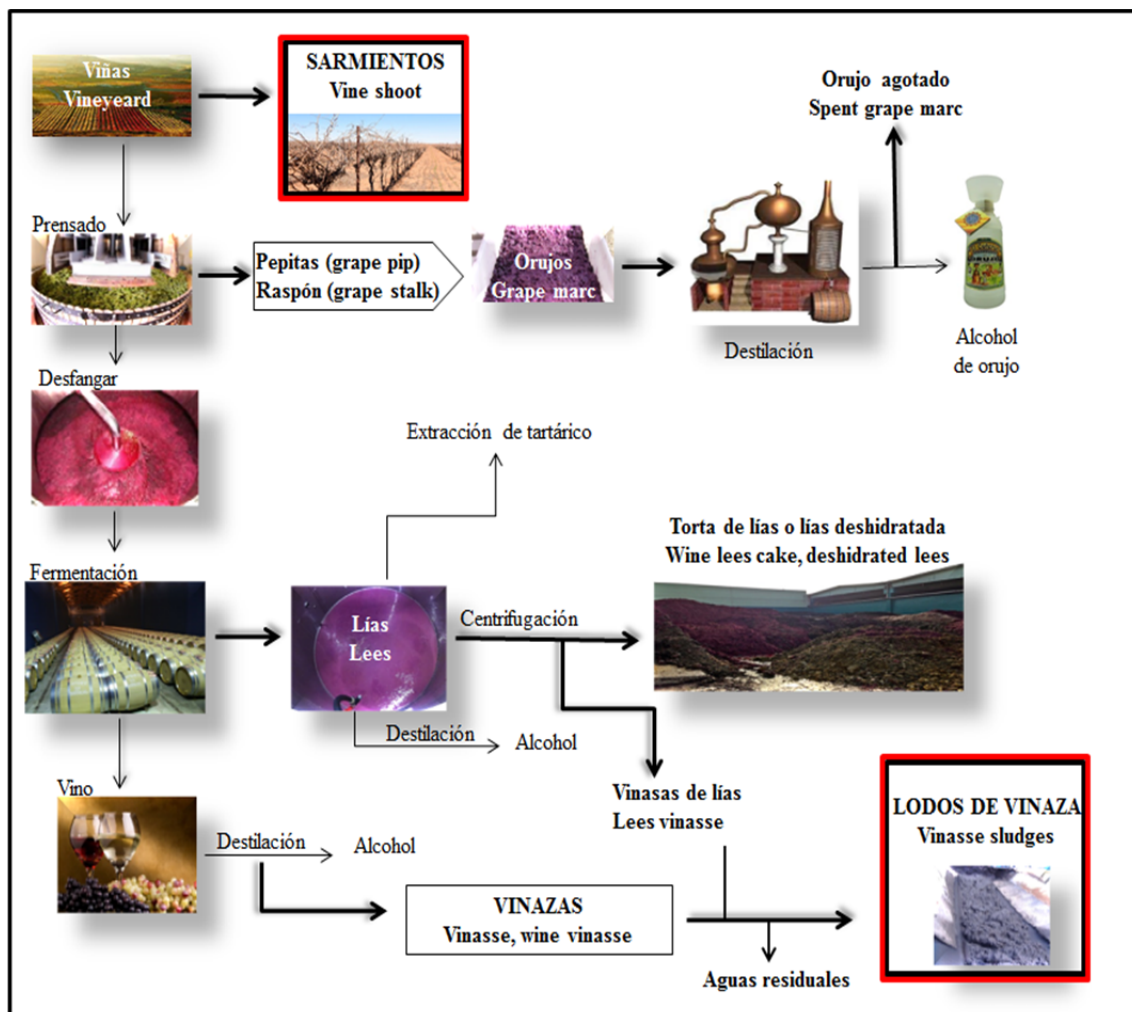 Viñas
Vineyeard
SARMIENTOS
Vine shoot
Orujo agotado
Spent grape marc
Prensado
Pepitas (grape pip)
Raspón (grape stalk)
Orujos
Grape marc
Destilación
Alcohol
de orujo
Desfangar
Extracción de tartárico
Torta de lías o lías deshidratada
Wine lees cake, deshidrated lees
Fermentación
Lías
Lees
Centrifugación
Destilación
Alcohol
Vino
Vinasas de lías
Lees vinasse
LODOS DE VINAZA
Vinasse sludges
Destilación
Alcohol
VINAZAS
Vinasse, wine vinasse
Aguas residuales